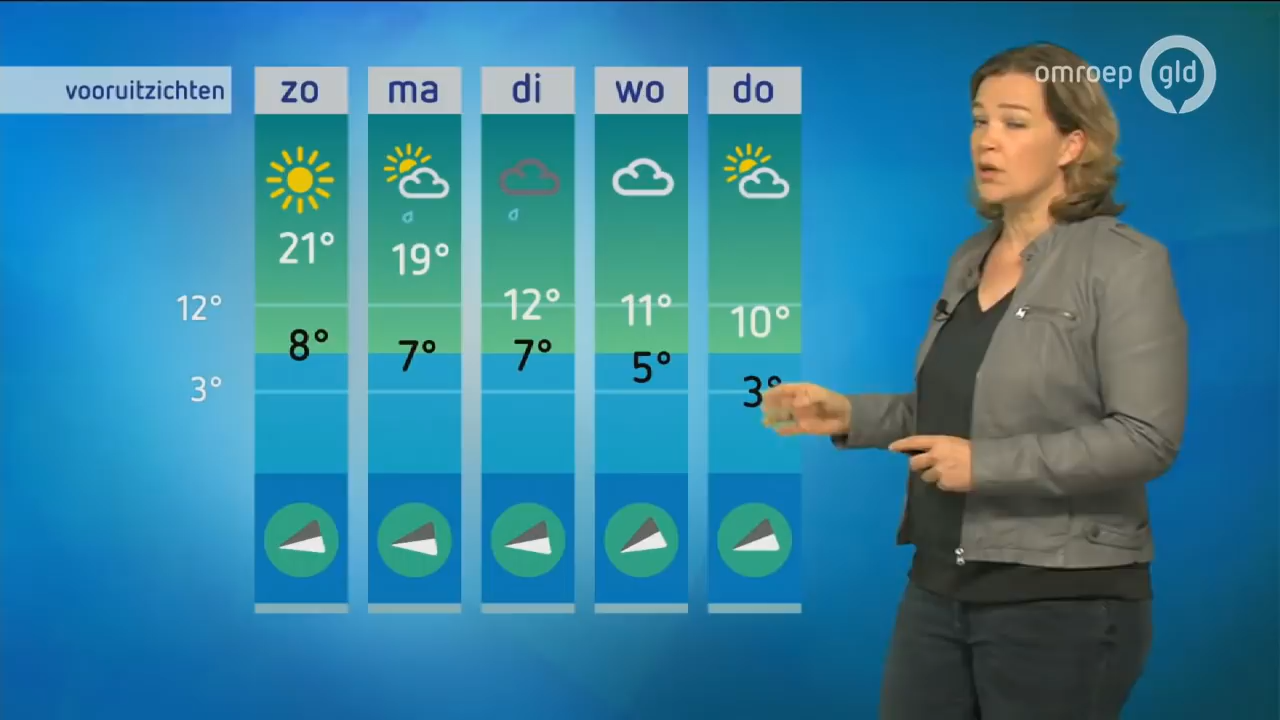 omroep gld
vooruitzichten
zo ma di wo do
21° 19° 12° 11° 10°
12°
8° 7° 7° 5° 3°
3°